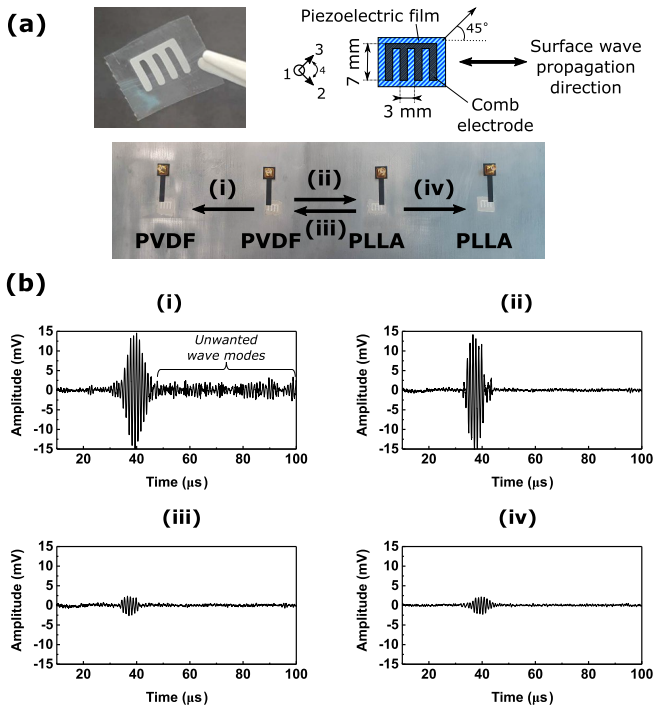 (a)
Piezoelectric film
45°
3
1
4
2
7 mm
3 mm
Comb
electrode
Surface wave
propagation
direction
(i)
(ii)
(iii)
(iv)
PVDF
PVDF
PLLA
PLLA
(b)
(i)
Unwanted
wave modes
15
10
5
0
-5
-10
-15
Amplitude (mV)
20
40
60
80
100
Time (µs)
(ii)
15
10
5
0
-5
-10
-15
Amplitude (mV)
20
40
60
80
100
Time (µs)
(iii)
15
10
5
0
-5
-10
-15
Amplitude (mV)
20
40
60
80
100
Time (µs)
(iv)
15
10
5
0
-5
-10
-15
Amplitude (mV)
20
40
60
80
100
Time (µs)